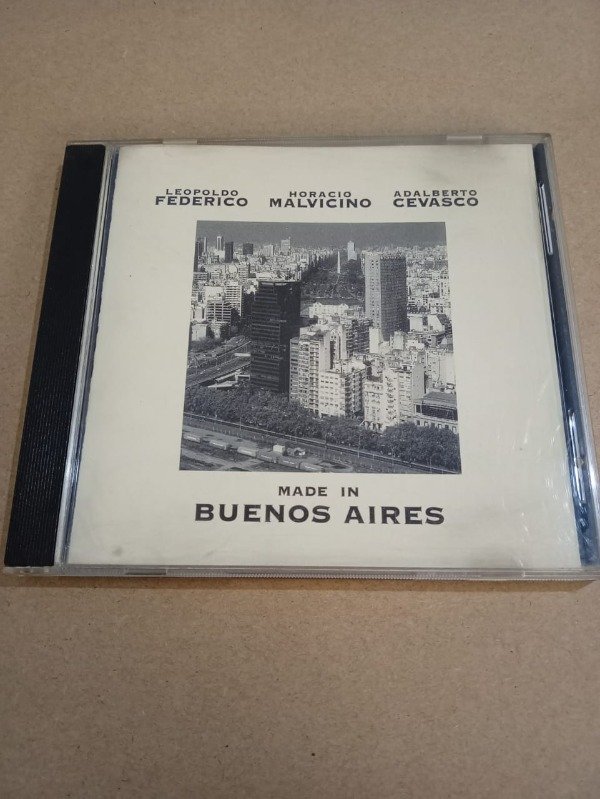 LEOPOLDO HORACIO ADALBERTO
FEDERICO MALVICINO CEVASCO
MADE IN
BUENOS AIRES